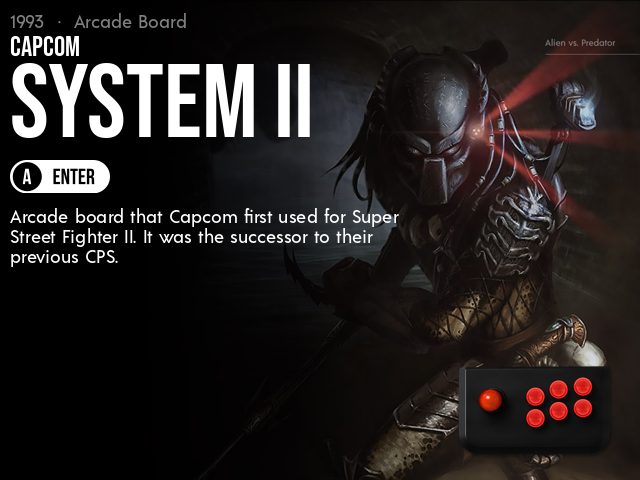 1993 · Arcade Board
Alien vs. Predator
CAPCOM
SYSTEM II
A ENTER
Arcade board that Capcom first used for Super
Street Fighter II. It was the successor to their
previous CPS.